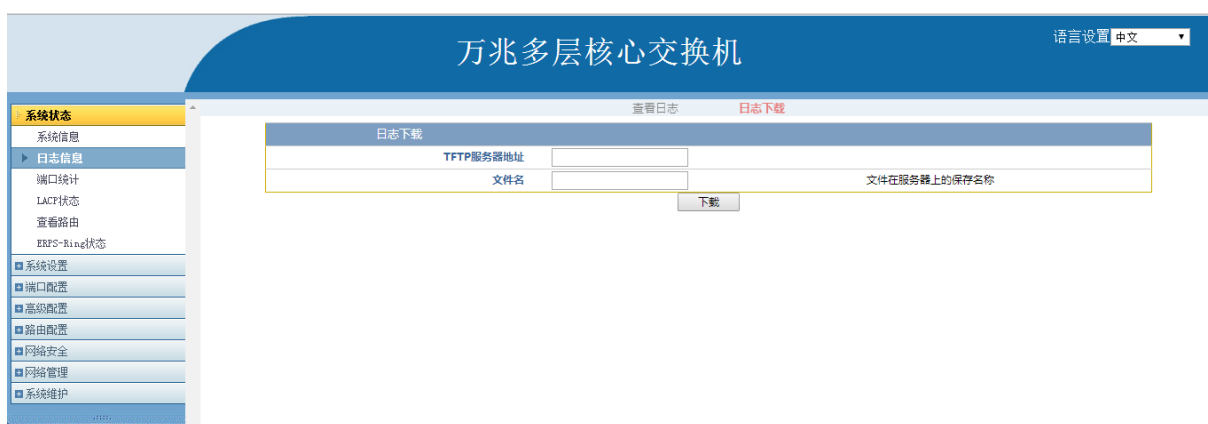 万兆多层核心交换机
语言设置 中文
系统状态
系统信息
日志信息
端口统计
LACP状态
查看路由
ERPS-Ring状态
系统设置
端口配置
高级配置
路由配置
网络安全
网络管理
系统维护
查看日志 日志下载
日志下载
TFTP服务器地址
文件名 文件在服务器上的保存名称
下载